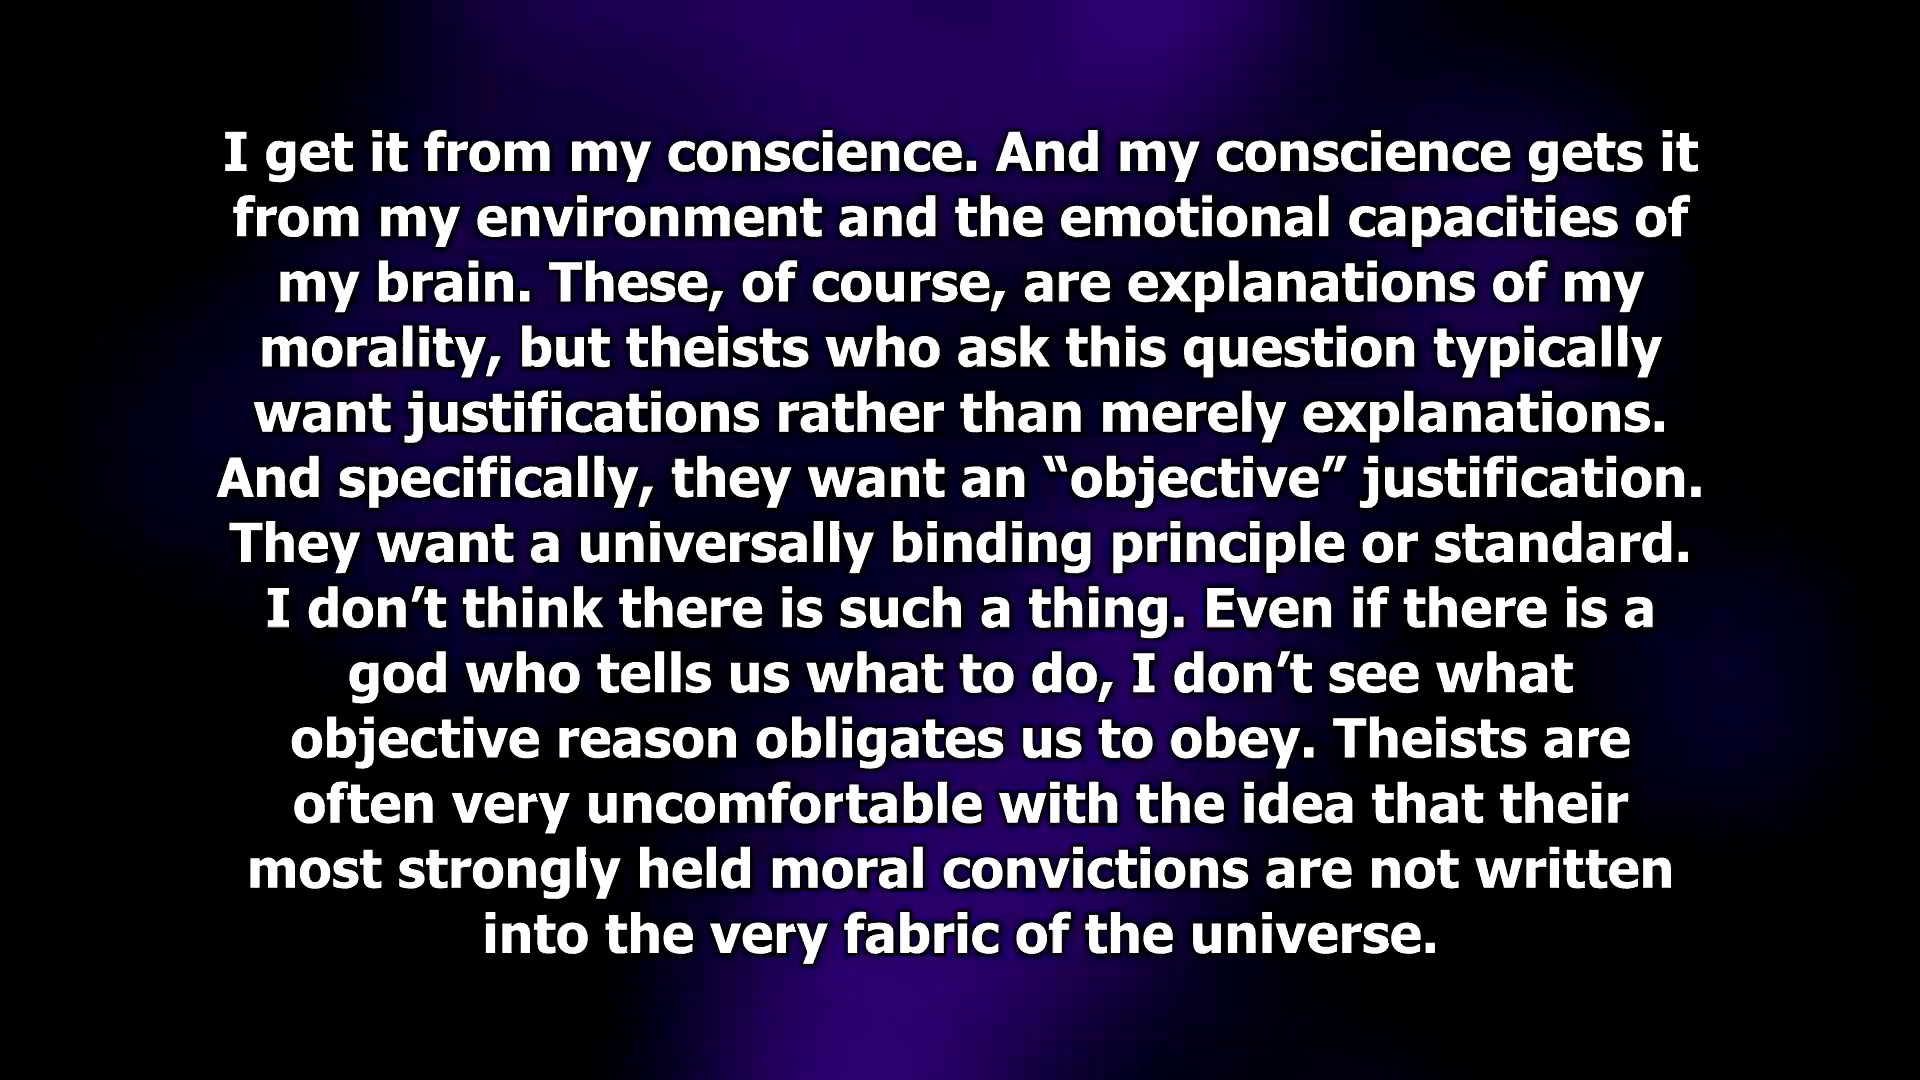 I get it from my conscience. And my conscience gets it
from my environment and the emotional capacities of
my brain. These, of course, are explanations of my
morality, but theists who ask this question typically
want justifications rather than merely explanations.
And specifically, they want an “objective” justification.
They want a universally binding principle or standard.
I don’t think there is such a thing. Even if there is a
god who tells us what to do, I don’t see what
objective reason obligates us to obey. Theists are
often very uncomfortable with the idea that their
most strongly held moral convictions are not written
into the very fabric of the universe.